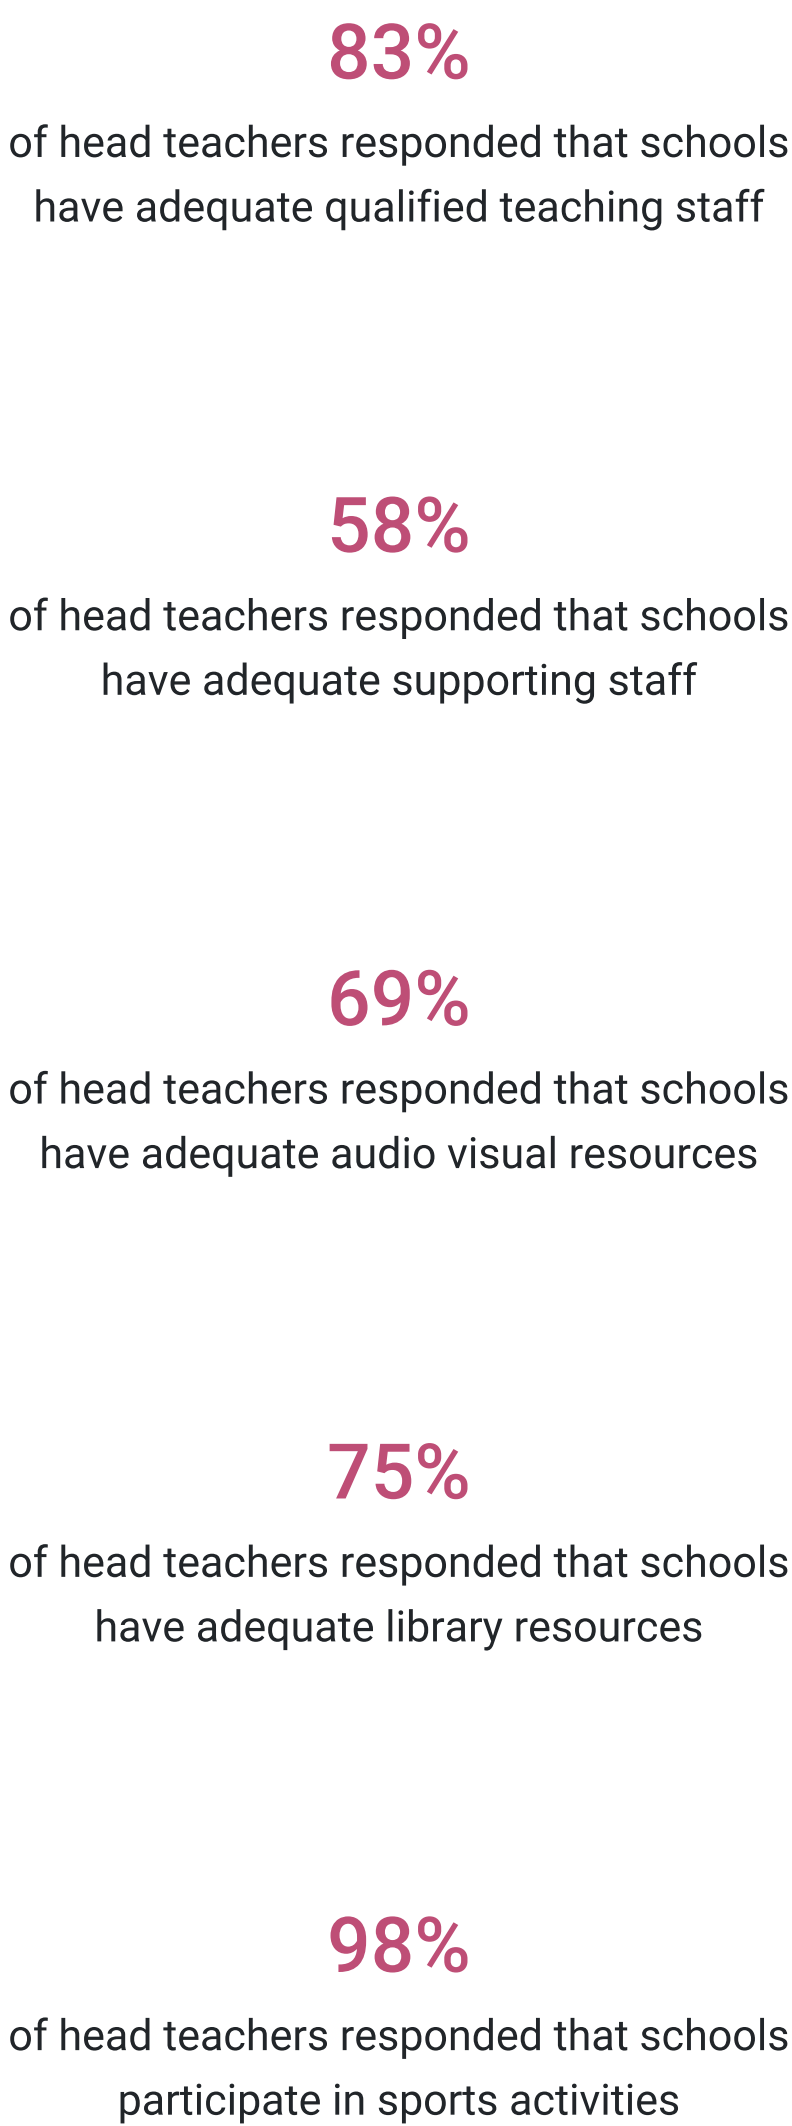 83%
of head teachers responded that schools
have adequate qualified teaching staff
58%
of head teachers responded that schools
have adequate supporting staff
69%
of head teachers responded that schools
have adequate audio visual resources
75%
of head teachers responded that schools
have adequate library resources
98%
of head teachers responded that schools
participate in sports activities